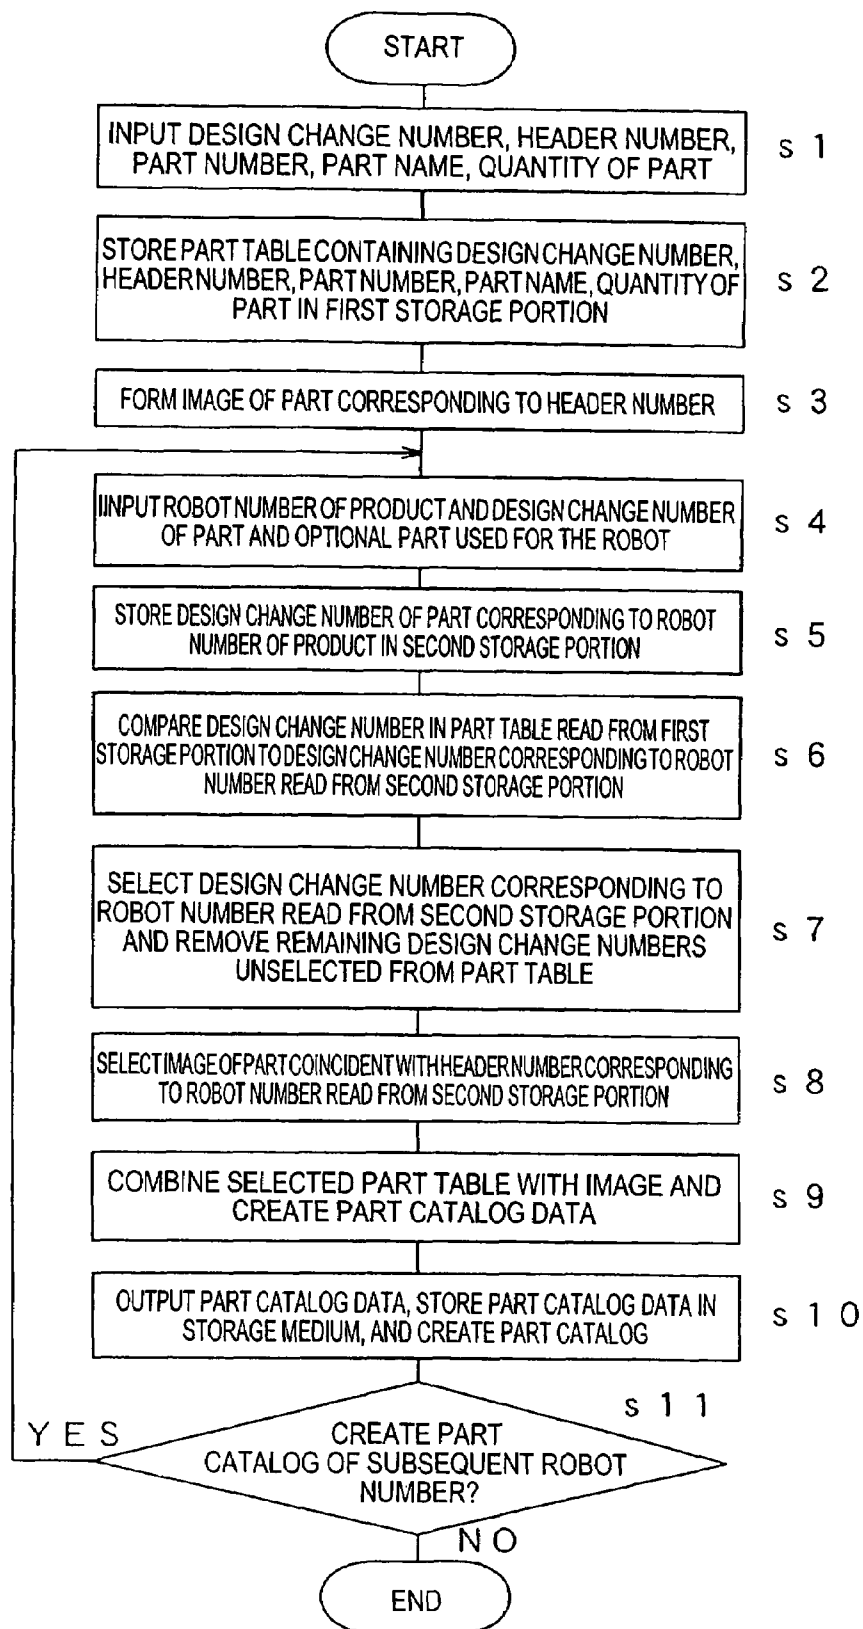 START
INPUT DESIGN CHANGE NUMBER, HEADER NUMBER,
PART NUMBER, PART NAME, QUANTITY OF PART
s 1
STORE PART TABLE CONTAINING DESIGN CHANGE NUMBER,
HEADER NUMBER, PART NUMBER, PART NAME, QUANTITY OF
PART IN FIRST STORAGE PORTION
s 2
FORM IMAGE OF PART CORRESPONDING TO HEADER NUMBER
s 3
IINPUT ROBOT NUMBER OF PRODUCT AND DESIGN CHANGE NUMBER
OF PART AND OPTIONAL PART USED FOR THE ROBOT
s 4
STORE DESIGN CHANGE NUMBER OF PART CORRESPONDING TO ROBOT
NUMBER OF PRODUCT IN SECOND STORAGE PORTION
s 5
COMPARE DESIGN CHANGE NUMBER IN PART TABLE READ FROM FIRST
STORAGE PORTION TO DESIGN CHANGE NUMBER CORRESPONDING TO ROBOT
NUMBER READ FROM SECOND STORAGE PORTION
s 6
SELECT DESIGN CHANGE NUMBER CORRESPONDING TO
ROBOT NUMBER READ FROM SECOND STORAGE PORTION
AND REMOVE REMAINING DESIGN CHANGE NUMBERS
UNSELECTED FROM PART TABLE
s 7
SELECT IMAGE OF PART COINCIDENT WITH HEADER NUMBER CORRESPONDING
TO ROBOT NUMBER READ FROM SECOND STORAGE PORTION
s 8
COMBINE SELECTED PART TABLE WITH IMAGE AND
CREATE PART CATALOG DATA
s 9
OUTPUT PART CATALOG DATA, STORE PART CATALOG DATA IN
STORAGE MEDIUM, AND CREATE PART CATALOG
s 10
s 11
YES
CREATE PART
CATALOG OF SUBSEQUENT ROBOT
NUMBER?
NO
END